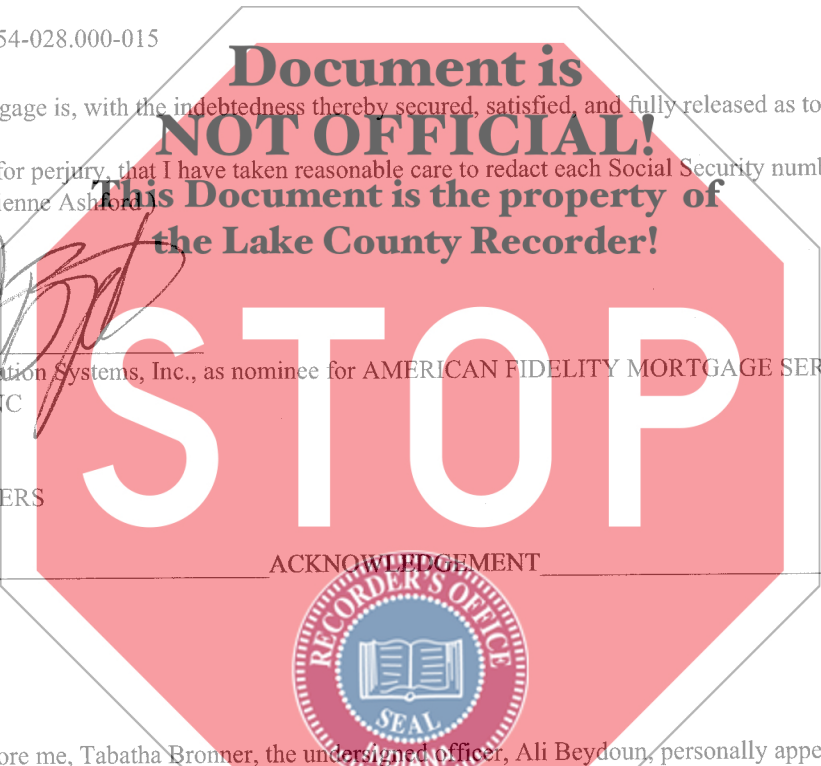 54-028.000-015
Document is
gage is, with the indebtedness thereby secured, satisfied, and fully released as to
NOT OFFICIAL!
for perjury, that I have taken reasonable care to redact each Social Security numb
ienne Ashford)
This Document is the property of
the Lake County Recorder!
STOP
ation Systems, Inc., as nominee for AMERICAN FIDELITY MORTGAGE SER
NC
ERS
ACKNOWLEDGEMENT
RECORDER'S OFFICE
SEAL
ore me, Tabatha Bronner, the undersigned officer, Ali Beydoun, personally appe